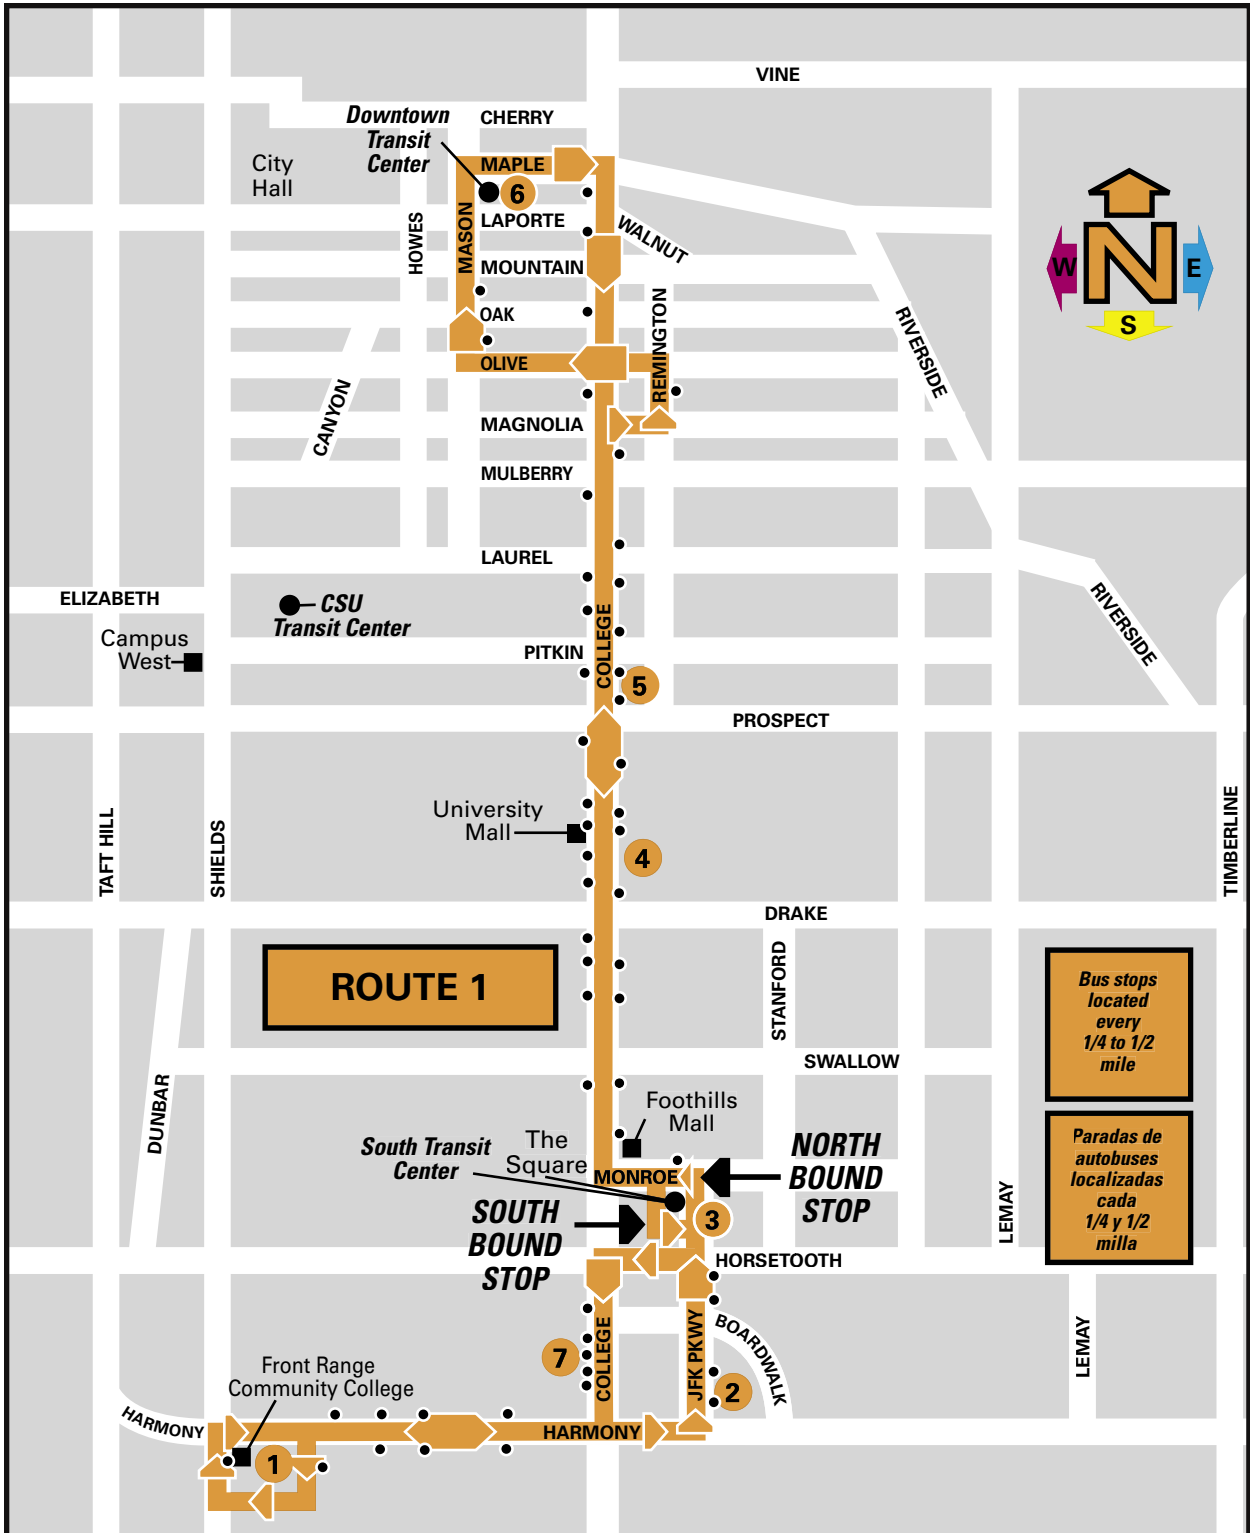 VINE
CHERRY
Downtown
Transit
Center
City
Hall
MAPLE
6
LAPORTE
HOWES
MASON
WALNUT
MOUNTAIN
N
W
E
S
OAK
REMINGTON
RIVERSIDE
OLIVE
CANYON
MAGNOLIA
MULBERRY
LAUREL
ELIZABETH
CSU
Transit Center
COLLEGE
RIVERSIDE
Campus
West
PITKIN
5
PROSPECT
TAFT HILL
SHIELDS
University
Mall
4
TIMBERLINE
DRAKE
STANFORD
ROUTE 1
Bus stops
located
every
1/4 to 1/2
mile
SWALLOW
DUNBAR
Foothills
Mall
Paradas de
autobuses
localizadas
cada
1/4 y 1/2
milla
South Transit
Center
The
Square
MONROE
NORTH
BOUND
STOP
3
SOUTH
BOUND
STOP
LEMAY
HORSETOOTH
COLLEGE
JFK PKWY
BOARDWALK
LEMAY
7
2
Front Range
Community College
HARMONY
HARMONY
1